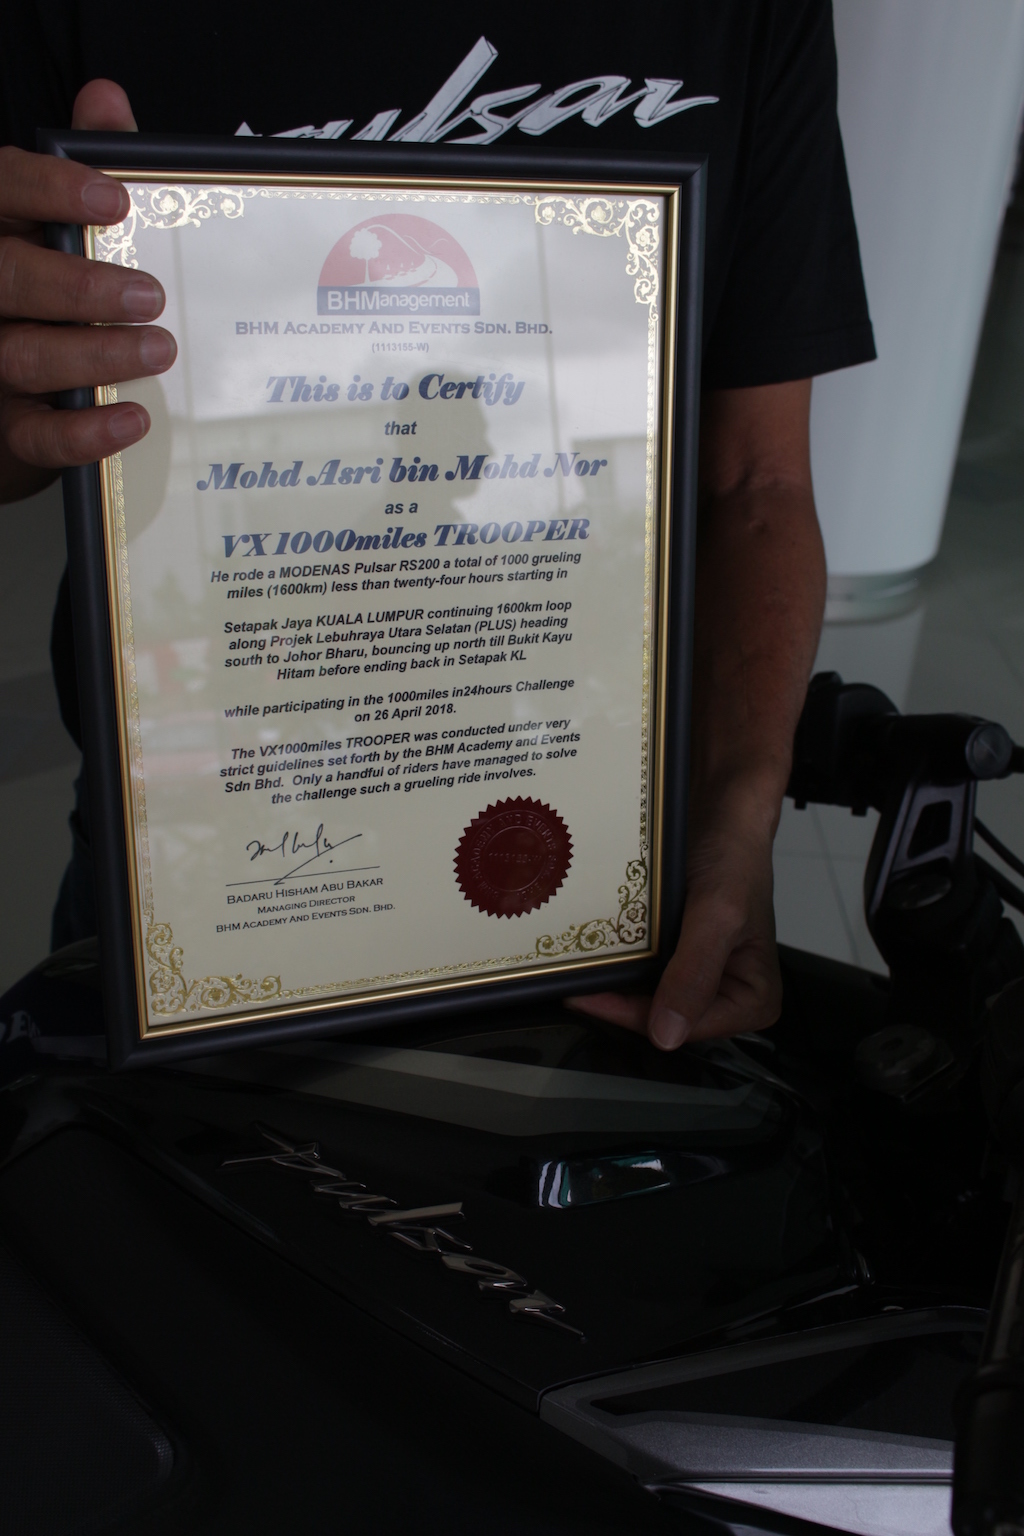 Pulsar
BHManagement
BHM ACADEMY AND EVENTS SDN. BHD.
(1113155-W)
This is to Certify
that
Mohd Asri bin Mohd Nor
as a
VX 1000miles TROOPER
He rode a MODENAS Pulsar RS200 a total of 1000 grueling
miles (1600km) less than twenty-four hours starting in
Setapak Jaya KUALA LUMPUR continuing 1600km loop
along Projek Lebuhraya Utara Selatan (PLUS) heading
south to Johor Bharu, bouncing up north till Bukit Kayu
Hitam before ending back in Setapak KL
while participating in the 1000miles in24hours Challenge
on 26 April 2018.
The VX1000miles TROOPER was conducted under very
strict guidelines set forth by the BHM Academy and Events
Sdn Bhd. Only a handful of riders have managed to solve
the challenge such a grueling ride involves.
BADARU HISHAM ABU BAKAR
MANAGING DIRECTOR
BHM ACADEMY AND EVENTS SDN. BHD.
ACADEMY AND EVENTS
1113155-W